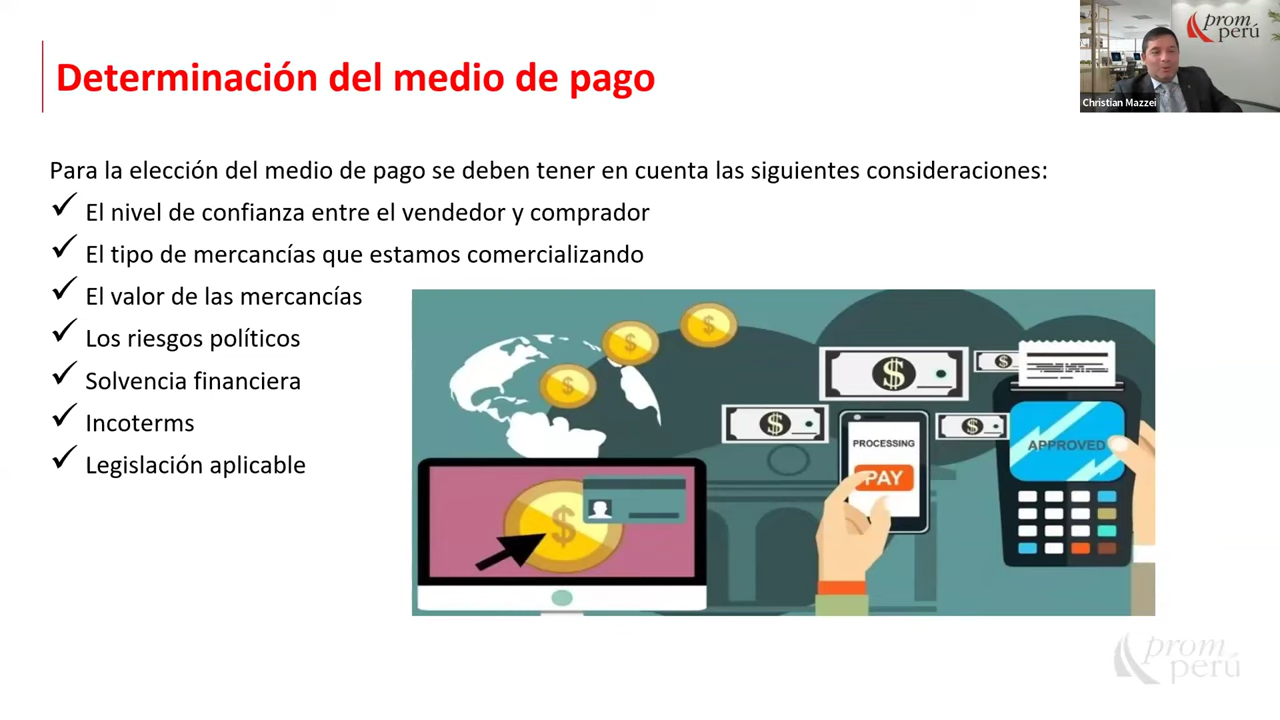 Determinación del medio de pago
prom
perú
Christian Mazzei
Para la elección del medio de pago se deben tener en cuenta las siguientes consideraciones:
✓ El nivel de confianza entre el vendedor y comprador
✓ El tipo de mercancías que estamos comercializando
✓ El valor de las mercancías
✓ Los riesgos políticos
✓ Solvencia financiera
✓ Incoterms
✓ Legislación aplicable
$
$
$
$
$
$
$
$
PROCESSING
PAY
APPROVED
prom
perú